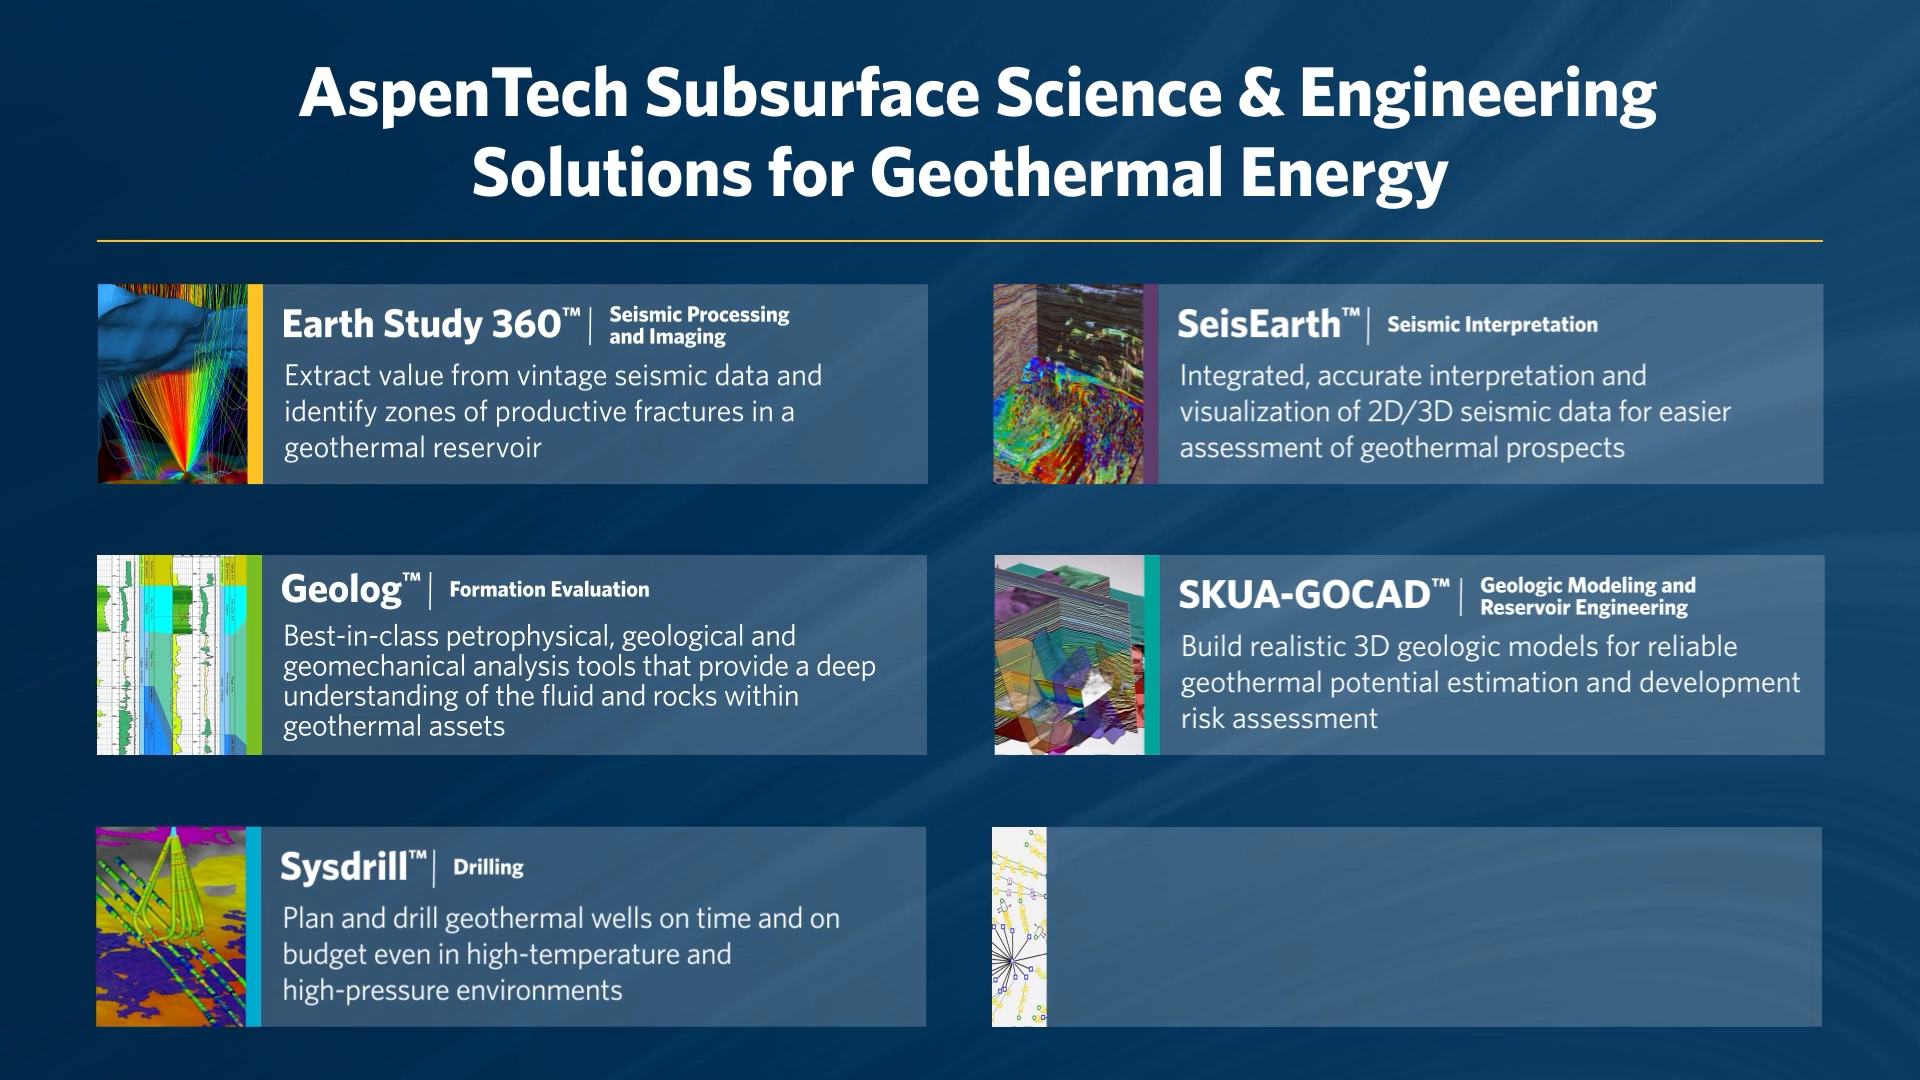 AspenTech Subsurface Science & Engineering
Solutions for Geothermal Energy
Earth Study 360™ | Seismic Processing
and Imaging
Extract value from vintage seismic data and
identify zones of productive fractures in a
geothermal reservoir
SeisEarth™ | Seismic Interpretation
Integrated, accurate interpretation and
visualization of 2D/3D seismic data for easier
assessment of geothermal prospects
Geolog™ | Formation Evaluation
Best-in-class petrophysical, geological and
geomechanical analysis tools that provide a deep
understanding of the fluid and rocks within
geothermal assets
SKUA-GOCAD™ | Geologic Modeling and
Reservoir Engineering
Build realistic 3D geologic models for reliable
geothermal potential estimation and development
risk assessment
Sysdrill™ | Drilling
Plan and drill geothermal wells on time and on
budget even in high-temperature and
high-pressure environments